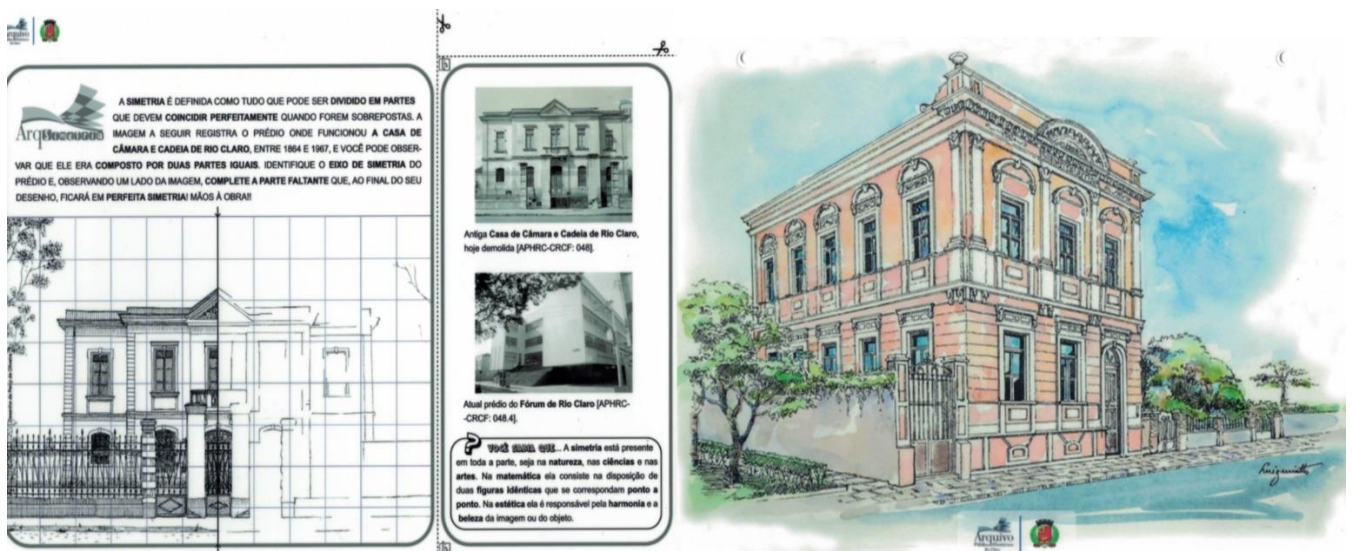 Arquivo
A SIMETRIA É DEFINIDA COMO TUDO QUE PODE SER DIVIDIDO EM PARTES
QUE DEVEM COINCIDIR PERFEITAMENTE QUANDO FOREM SOBREPOSTAS. A
IMAGEM A SEGUIR REGISTRA O PRÉDIO ONDE FUNCIONOU A CASA DE
CÂMARA E CADEIA DE RIO CLARO, ENTRE 1864 E 1967, E VOCÊ PODE OBSER-
VAR QUE ELE ERA COMPOSTO POR DUAS PARTES IGUAIS. IDENTIFIQUE O EIXO DE SIMETRIA DO
PRÉDIO E, OBSERVANDO UM LADO DA IMAGEM, COMPLETE A PARTE FALTANTE QUE, AO FINAL DO SEU
DESENHO, FICARÁ EM PERFEITA SIMETRIA! MÃOS À OBRA!!
Antiga Casa de Câmara e Cadeia de Rio Claro,
hoje demolida [APHRC-CRCF: 048].
Atual prédio do Fórum de Rio Claro [APHRC-
-CRCF: 048.4].
? VOCÊ SABIA QUE... A simetria está presente
em toda a parte, seja na natureza, nas ciências e nas
artes. Na matemática ela consiste na disposição de
duas figuras idênticas que se correspondam ponto a
ponto. Na estética ela é responsável pela harmonia e a
beleza da imagem ou do objeto.
Arquivo